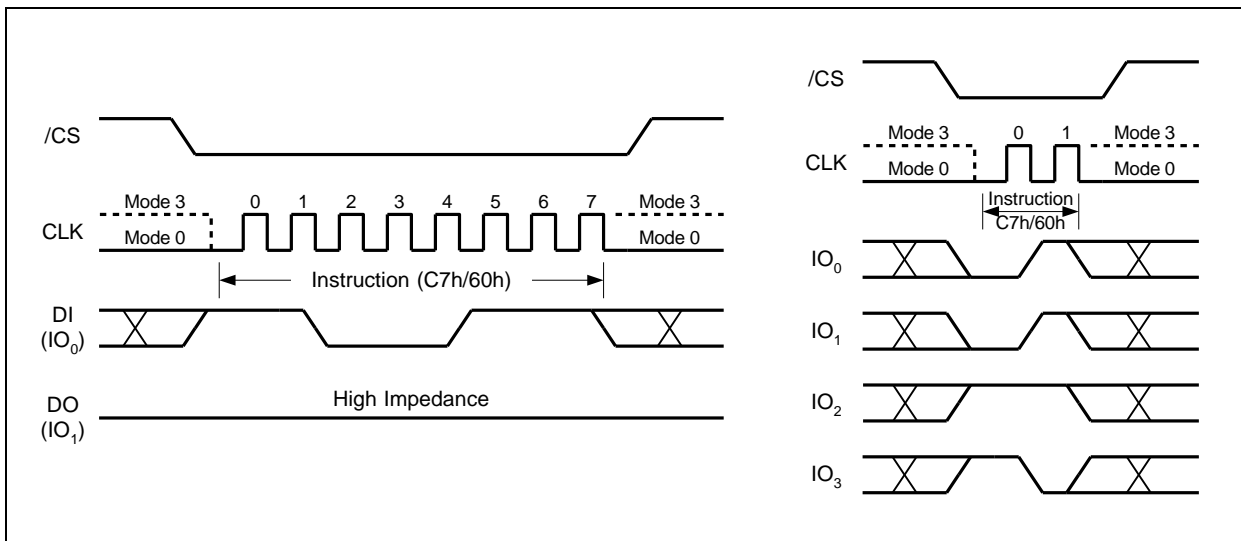 /CS
Mode 3 0 1 2 3 4 5 6 7 Mode 3
CLK Mode 0 Mode 0
Instruction (C7h/60h)
DI
(IO0)
High Impedance
DO
(IO1)
/CS
Mode 3 0 1 Mode 3
CLK Mode 0 Mode 0
Instruction
C7h/60h
IO0
IO1
IO2
IO3